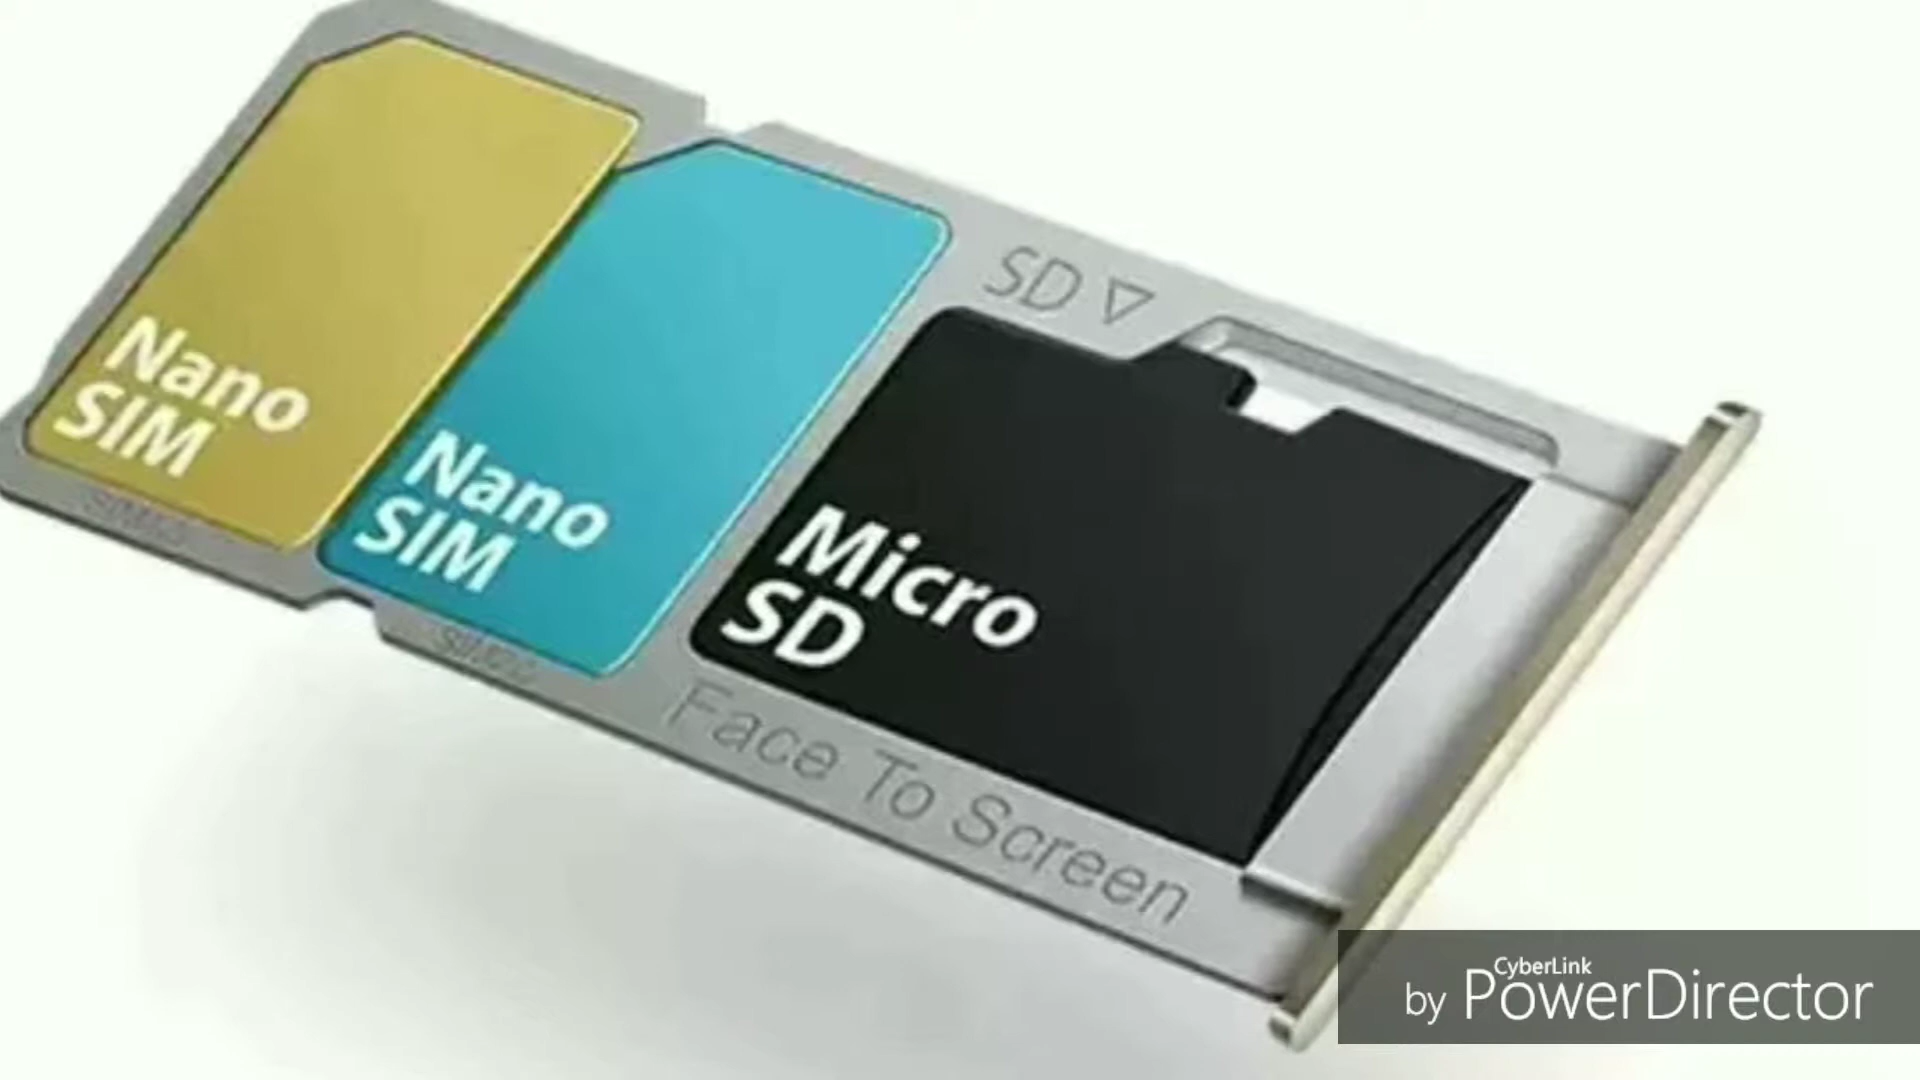 Nano
SIM
Nano
SIM
SD
Micro
SD
Face To Screen
CyberLink
by PowerDirector